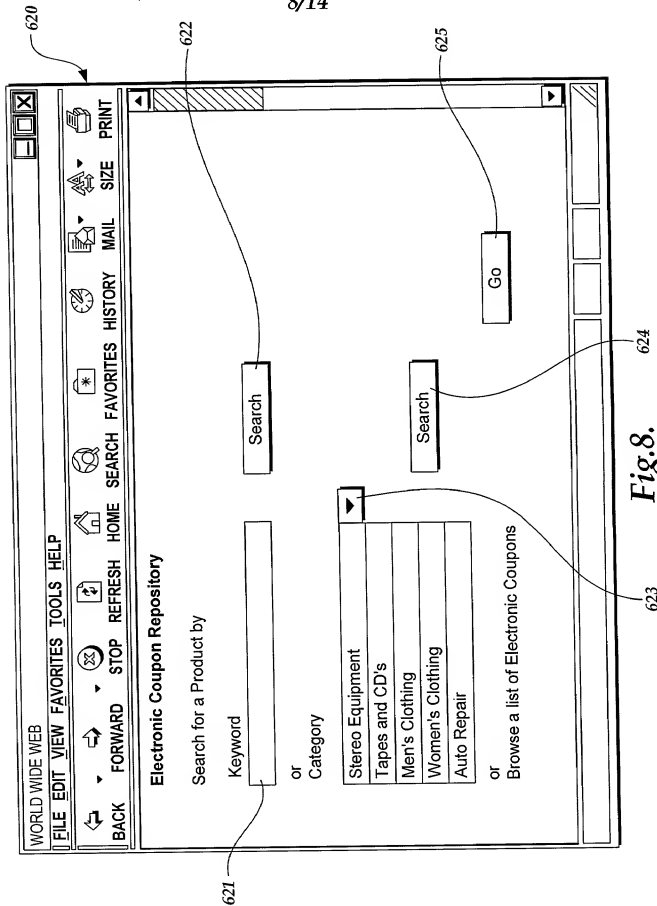 8/14
620
WORLD WIDE WEB
FILE EDIT VIEW FAVORITES TOOLS HELP
BACK FORWARD STOP REFRESH HOME SEARCH FAVORITES HISTORY MAIL SIZE PRINT
Electronic Coupon Repository
Search for a Product by
Keyword
621
Search
622
or
Category
Stereo Equipment
Tapes and CD's
Men's Clothing
Women's Clothing
Auto Repair
623
Search
624
or
Browse a list of Electronic Coupons
Go
625
Fig.8.